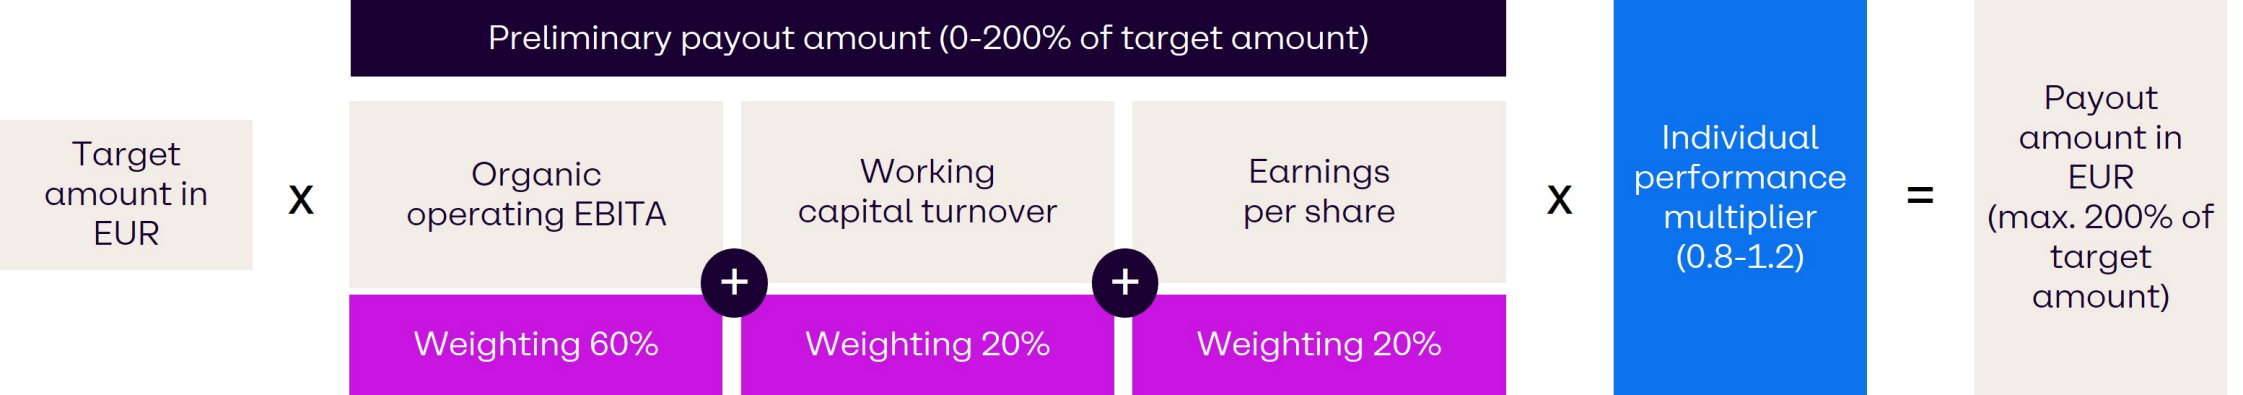 Preliminary payout amount (0-200% of target amount)
Target
amount in
EUR
x
Organic
operating EBITA
Weighting 60%
+
Working
capital turnover
Weighting 20%
+
Earnings
per share
Weighting 20%
x
Individual
performance
multiplier
(0.8-1.2)
=
Payout
amount in
EUR
(max. 200% of
target
amount)